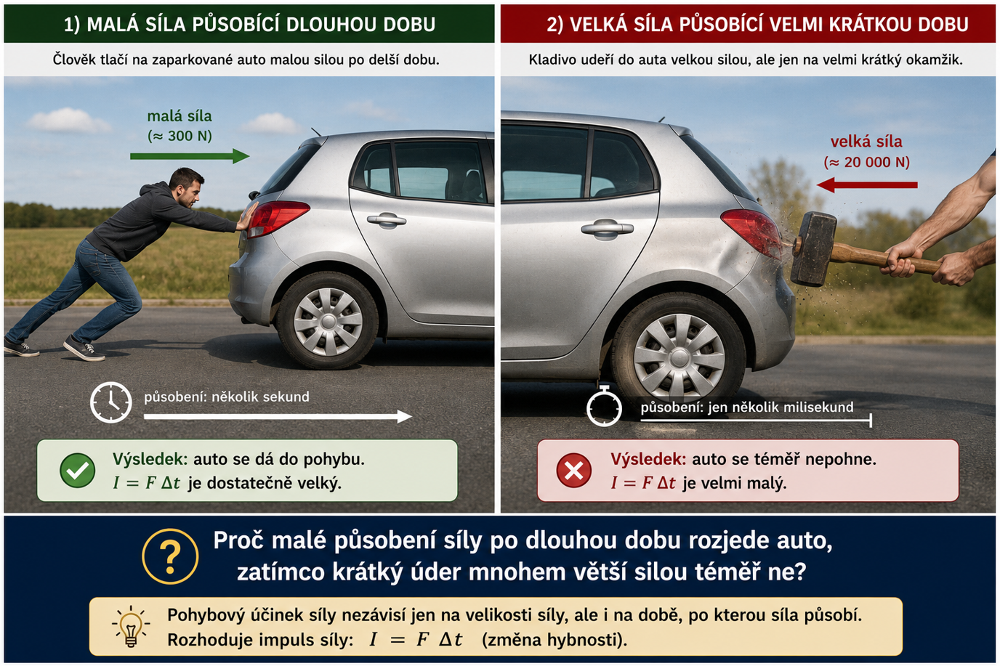 1) MALÁ SÍLA PŮSOBÍCÍ DLOUHOU DOBU
Člověk tlačí na zaparkované auto malou silou po delší dobu.
malá síla
(≈ 300 N)
působení: několik sekund
Výsledek: auto se dá do pohybu.
I = F Δt je dostatečně velký.
2) VELKÁ SÍLA PŮSOBÍCÍ VELMI KRÁTKOU DOBU
Kladivo udeří do auta velkou silou, ale jen na velmi krátký okamžik.
velká síla
(≈ 20 000 N)
působení: jen několik milisekund
Výsledek: auto se téměř nepohne.
I = F Δt je velmi malý.
?
Proč malé působení síly po dlouhou dobu rozjede auto,
zatímco krátký úder mnohem větší silou téměř ne?
Pohybový účinek síly nezávisí jen na velikosti síly, ale i na době, po kterou síla působí.
Rozhoduje impuls síly: I = F Δt (změna hybnosti).